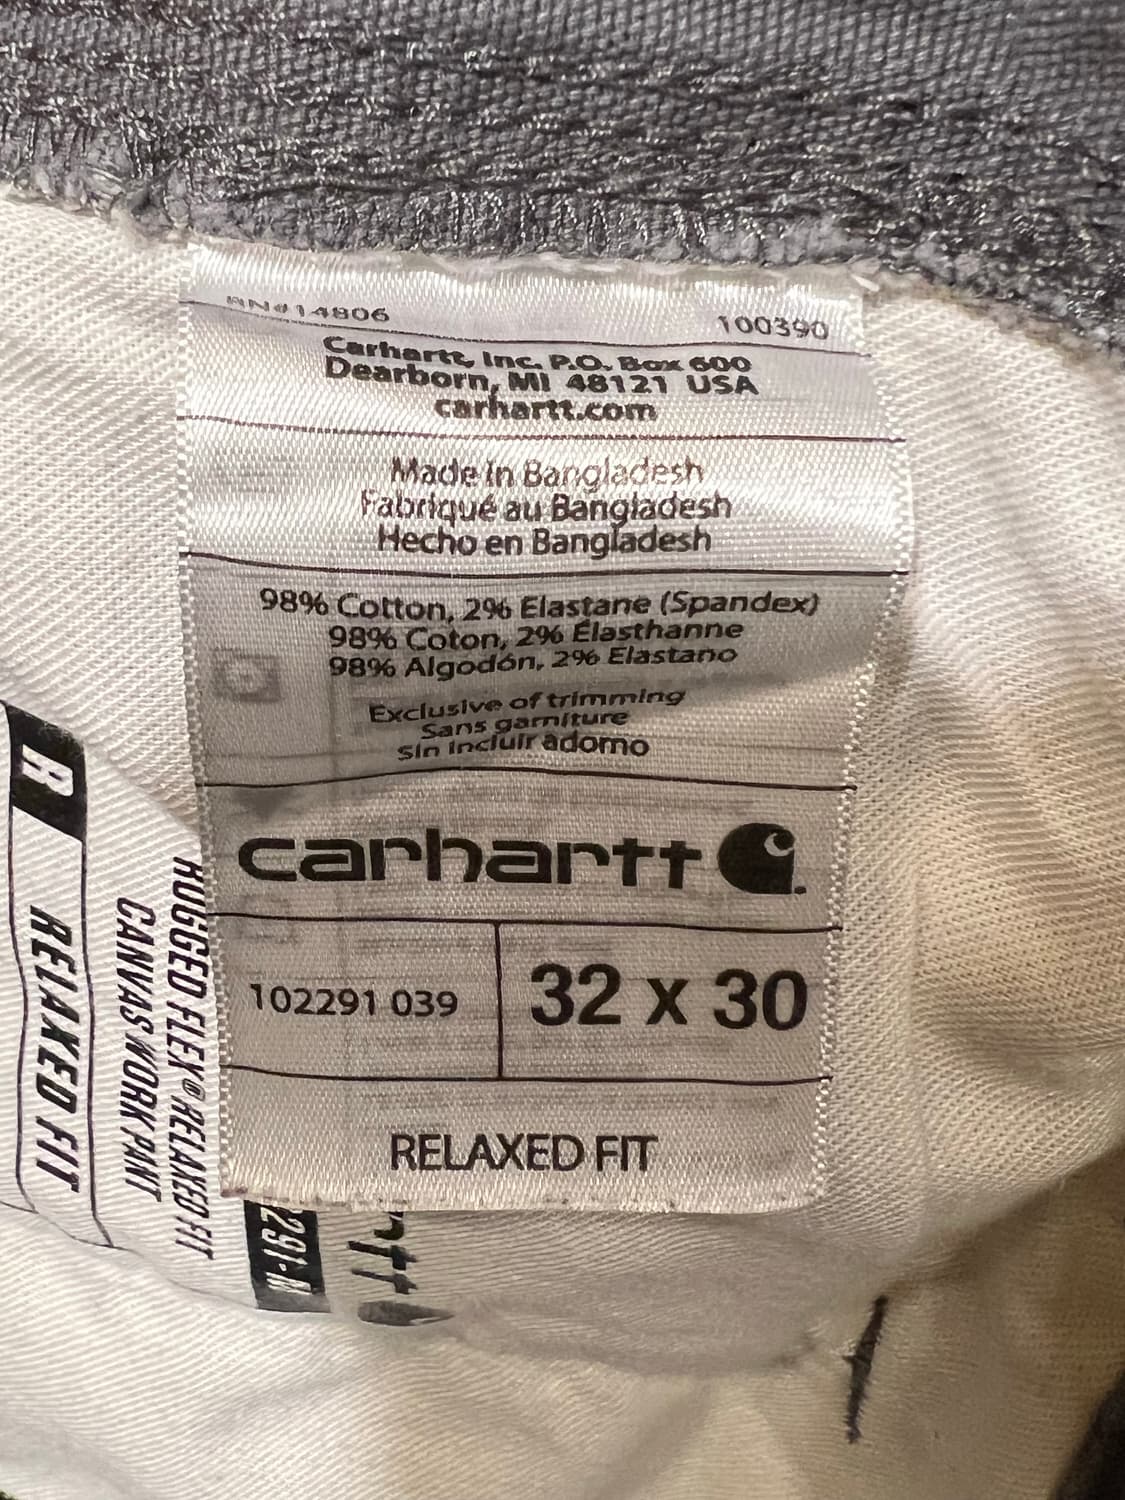 RN#14806
100390
Carhartt, Inc. P.O. Box 600
Dearborn, MI 48121 USA
carhartt.com
Made in Bangladesh
Fabriqué au Bangladesh
Hecho en Bangladesh
98% Cotton, 2% Elastane (Spandex)
98% Coton, 2% Élasthanne
98% Algodón, 2% Elastano
Exclusive of trimming
Sans garniture
Sin incluir adorno
carhartt
102291 039
32 x 30
RELAXED FIT
RUGGED FLEX® RELAXED FIT
CANVAS WORK PANT
R RELAXED FIT
2291-M
rtt